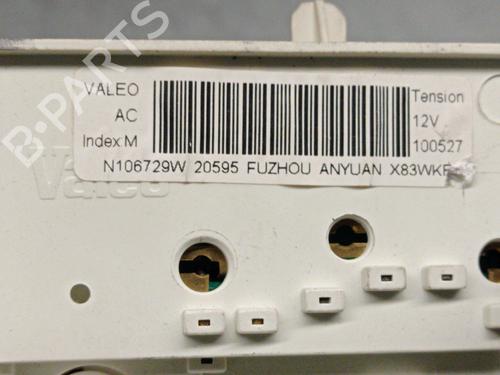 VALEO
AC
Index:M
Tension
12V
100527
N106729W 20595 FUZHOU ANYUAN X83WKF
Valeo
B-PARTS